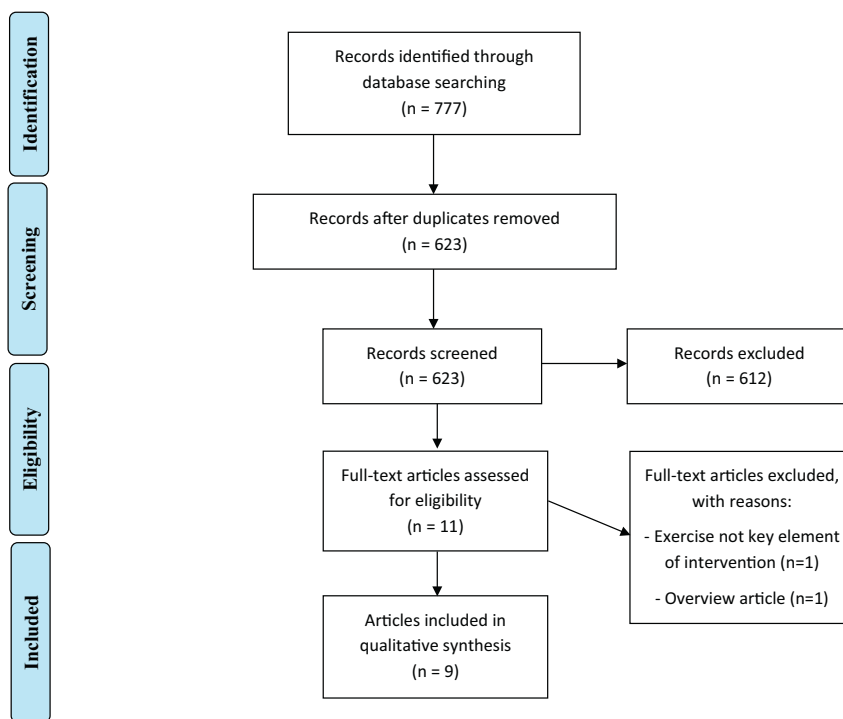 Identification
Records identified through
database searching
(n = 777)
Screening
Records after duplicates removed
(n = 623)
Records screened
(n = 623)
Records excluded
(n = 612)
Eligibility
Full-text articles assessed
for eligibility
(n = 11)
Full-text articles excluded,
with reasons:
- Exercise not key element
of intervention (n=1)
- Overview article (n=1)
Included
Articles included in
qualitative synthesis
(n = 9)